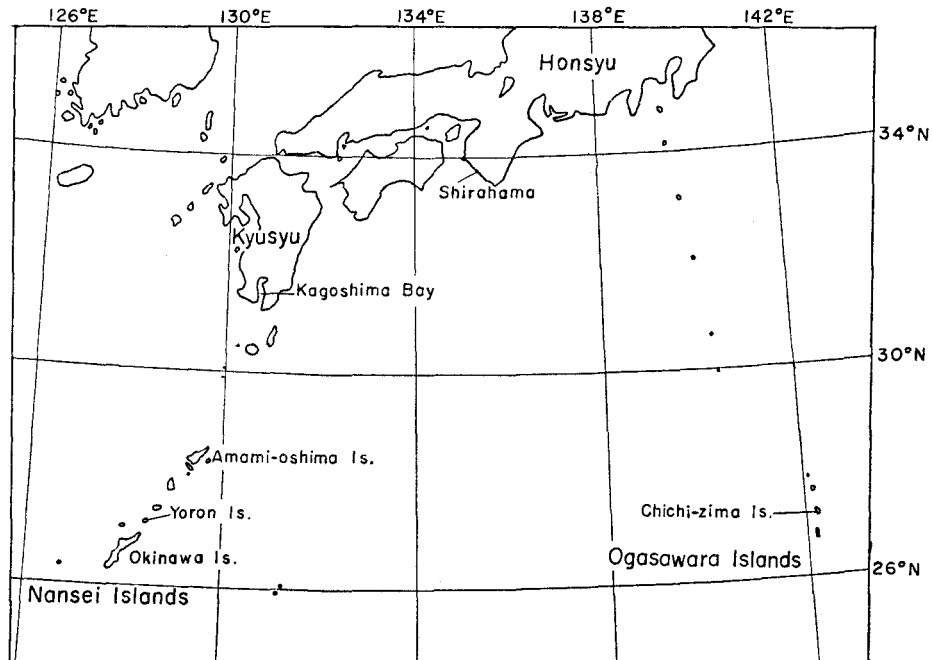 126°E 130°E 134°E 138°E 142°E
Honsyu
34°N
Shirahama
Kyusyu
Kagoshima Bay
30°N
Amami-oshima Is.
Yoron Is.
Chichi-zima Is.
Okinawa Is.
Ogasawara Islands
26°N
Nansei Islands